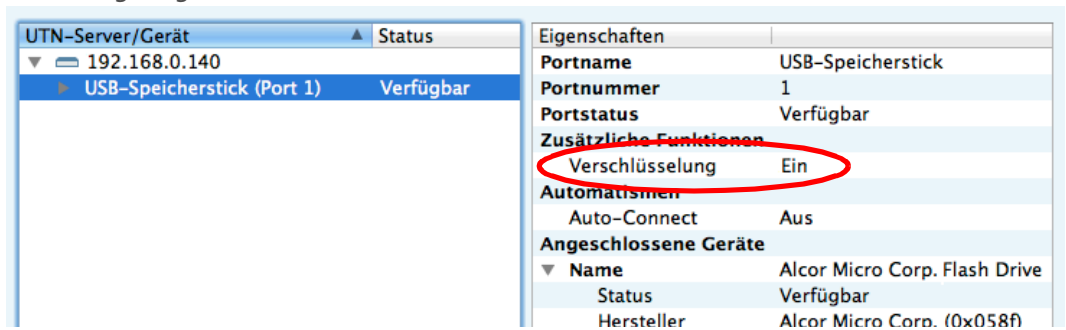 UTN-Server/Gerät Status
192.168.0.140
USB-Speicherstick (Port 1) Verfügbar
Eigenschaften
Portname USB-Speicherstick
Portnummer 1
Portstatus Verfügbar
Zusätzliche Funktionen
Verschlüsselung Ein
Automatismen
Auto-Connect Aus
Angeschlossene Geräte
Name Alcor Micro Corp. Flash Drive
Status Verfügbar
Hersteller Alcor Micro Corp. (0x058f)